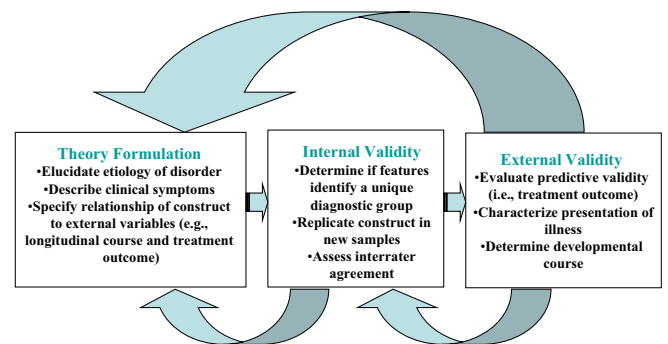 Theory Formulation
•Elucidate etiology of disorder
•Describe clinical symptoms
•Specify relationship of construct
to external variables (e.g.,
longitudinal course and treatment
outcome)
Internal Validity
•Determine if features
identify a unique
diagnostic group
•Replicate construct in
new samples
•Assess interrater
agreement
External Validity
•Evaluate predictive validity
(i.e., treatment outcome)
•Characterize presentation of
illness
•Determine developmental
course